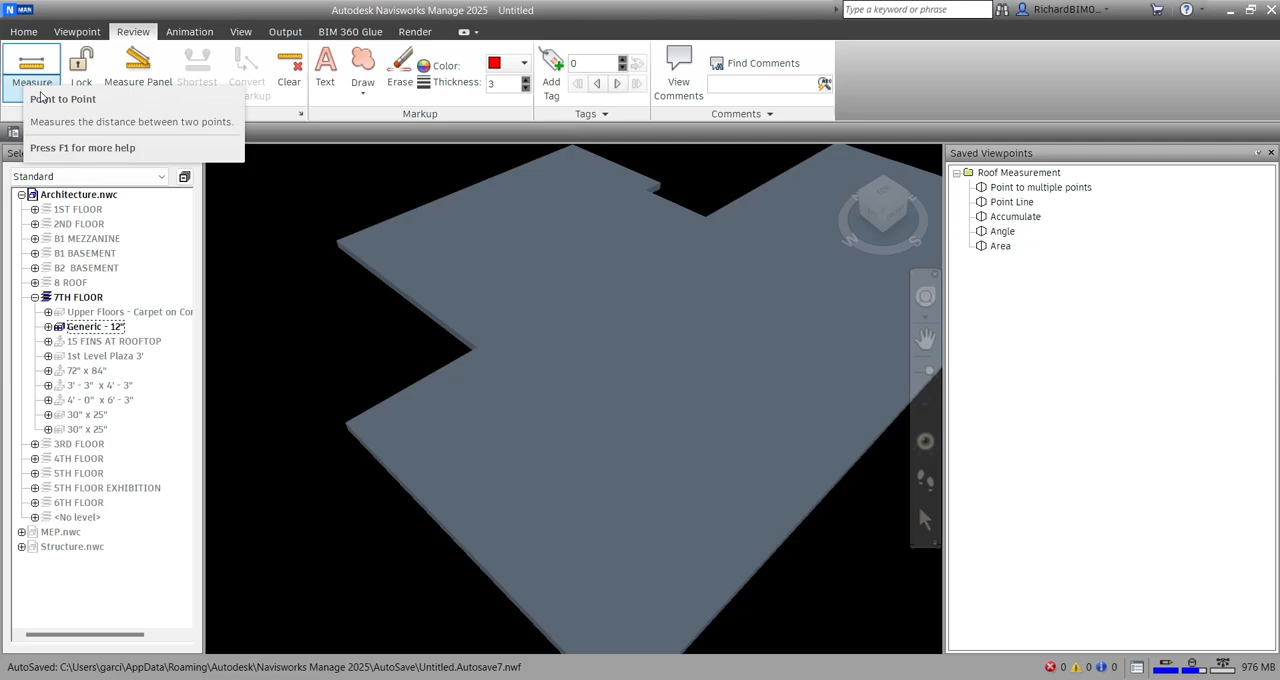 N MAN
Autodesk Navisworks Manage 2025 Untitled
Type a keyword or phrase
RichardBIMO...
Home
Viewpoint
Review
Animation
View
Output
BIM 360 Glue
Render
Measure
Lock
Measure Panel
Shortest
Convert
Clear
Text
Draw
Erase
Color:
Thickness: 3
Add
Tag
0
View
Comments
Find Comments
Markup
Tags
Comments
Point to Point
Measures the distance between two points.
Press F1 for more help
Standard
Architecture.nwc
1ST FLOOR
2ND FLOOR
B1 MEZZANINE
B1 BASEMENT
B2 BASEMENT
8 ROOF
7TH FLOOR
Upper Floors - Carpet on Cor
Generic - 12"
15 FINS AT ROOFTOP
1st Level Plaza 3'
72" x 84"
3' - 3" x 4' - 3"
4' - 0" x 6' - 3"
30" x 25"
30" x 25"
3RD FLOOR
4TH FLOOR
5TH FLOOR
5TH FLOOR EXHIBITION
6TH FLOOR
<No level>
MEP.nwc
Structure.nwc
W
S
Saved Viewpoints
Roof Measurement
Point to multiple points
Point Line
Accumulate
Angle
Area
AutoSaved: C:\Users\garci\AppData\Roaming\Autodesk\Navisworks Manage 2025\AutoSave\Untitled.Autosave7.nwf
0
0
0
976 MB